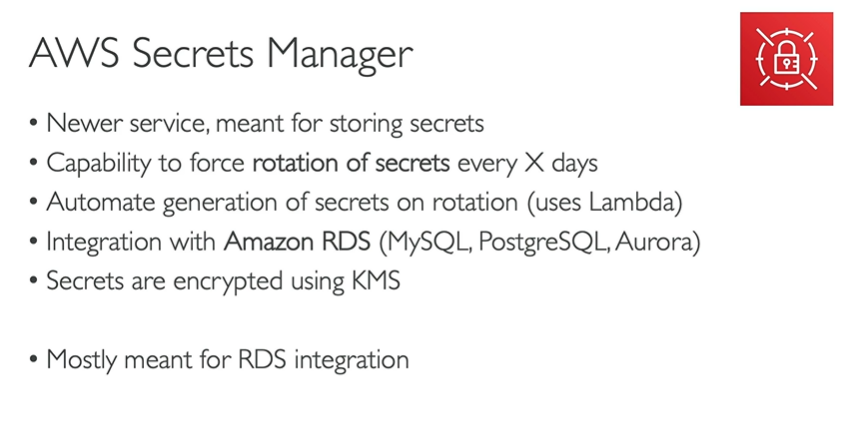 AWS Secrets Manager
• Newer service, meant for storing secrets
• Capability to force rotation of secrets every X days
• Automate generation of secrets on rotation (uses Lambda)
• Integration with Amazon RDS (MySQL, PostgreSQL, Aurora)
• Secrets are encrypted using KMS
• Mostly meant for RDS integration